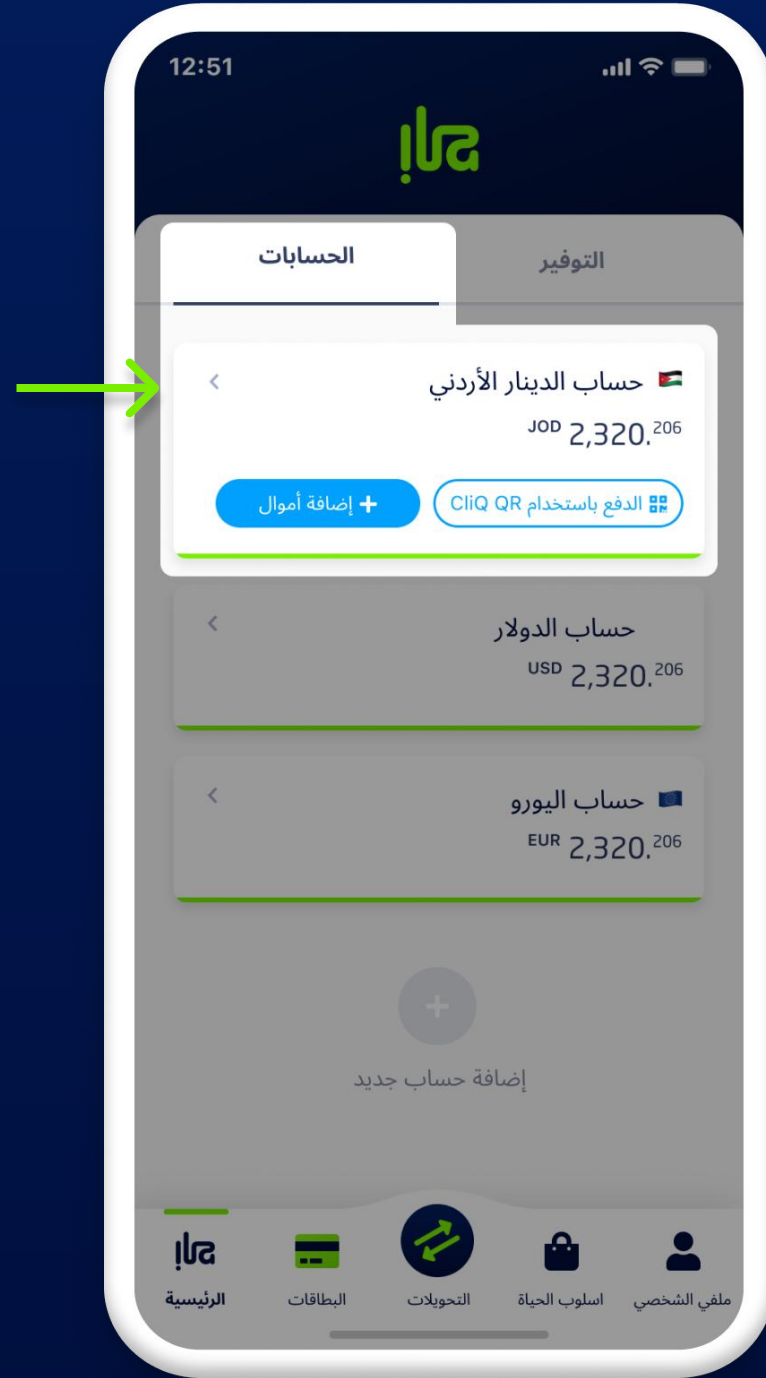 12:51
ila
الحسابات
التوفير
حساب الدينار الأردني
JOD 2,320.206
الدفع باستخدام CliQ QR
+ إضافة أموال
حساب الدولار
USD 2,320.206
حساب اليورو
EUR 2,320.206
إضافة حساب جديد
ila
الرئيسية
البطاقات
التحويلات
اسلوب الحياة
ملفي الشخصي